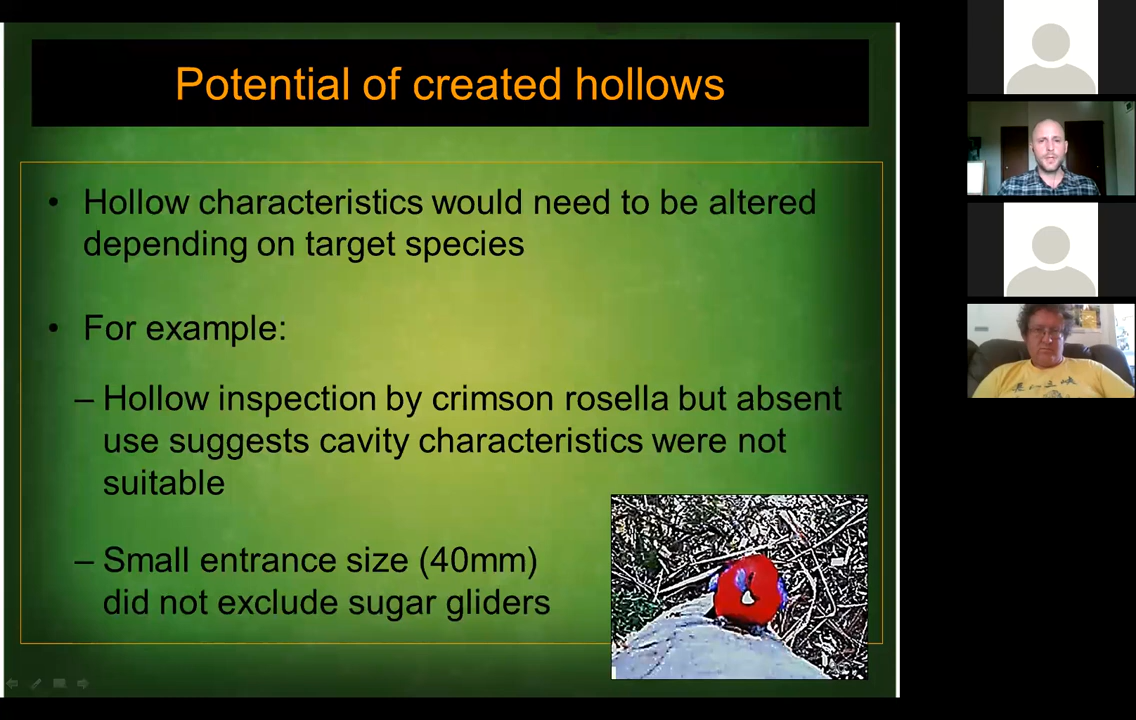 Potential of created hollows
• Hollow characteristics would need to be altered
depending on target species
• For example:
– Hollow inspection by crimson rosella but absent
use suggests cavity characteristics were not
suitable
– Small entrance size (40mm)
did not exclude sugar gliders